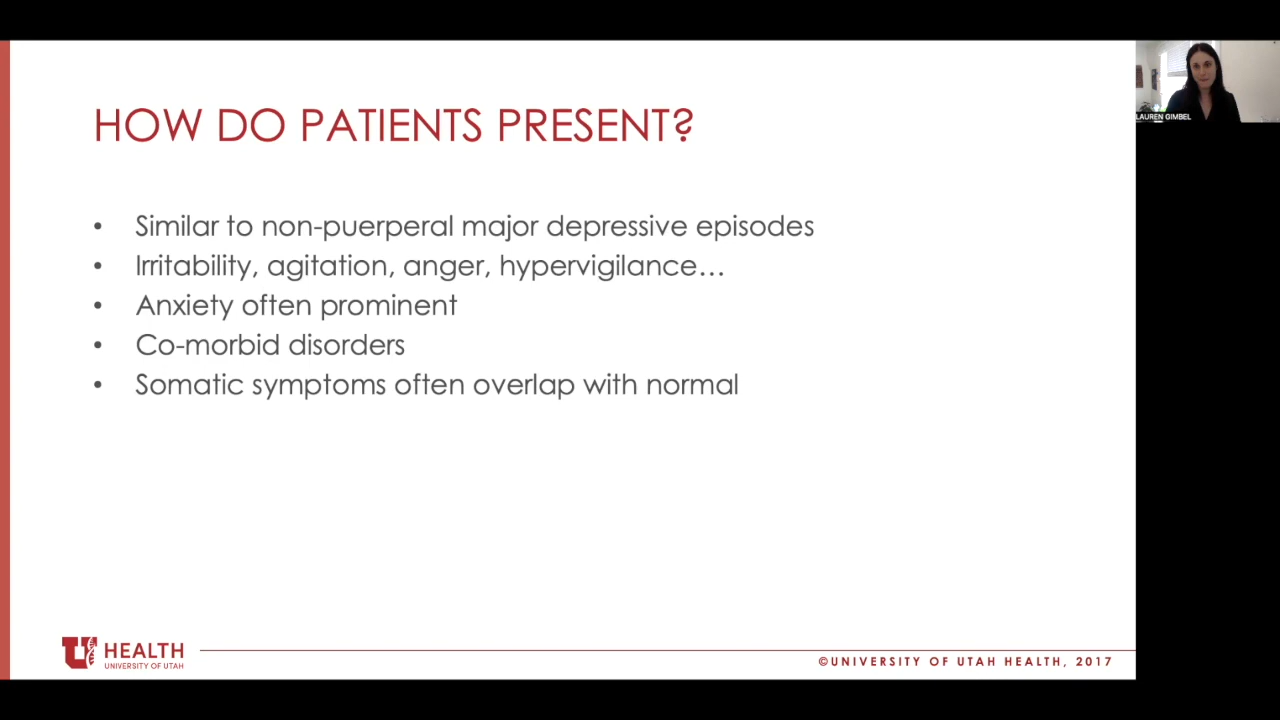 HOW DO PATIENTS PRESENT?
• Similar to non-puerperal major depressive episodes
• Irritability, agitation, anger, hypervigilance…
• Anxiety often prominent
• Co-morbid disorders
• Somatic symptoms often overlap with normal
LAUREN GIMBEL
U HEALTH
UNIVERSITY OF UTAH
©UNIVERSITY OF UTAH HEALTH, 2017